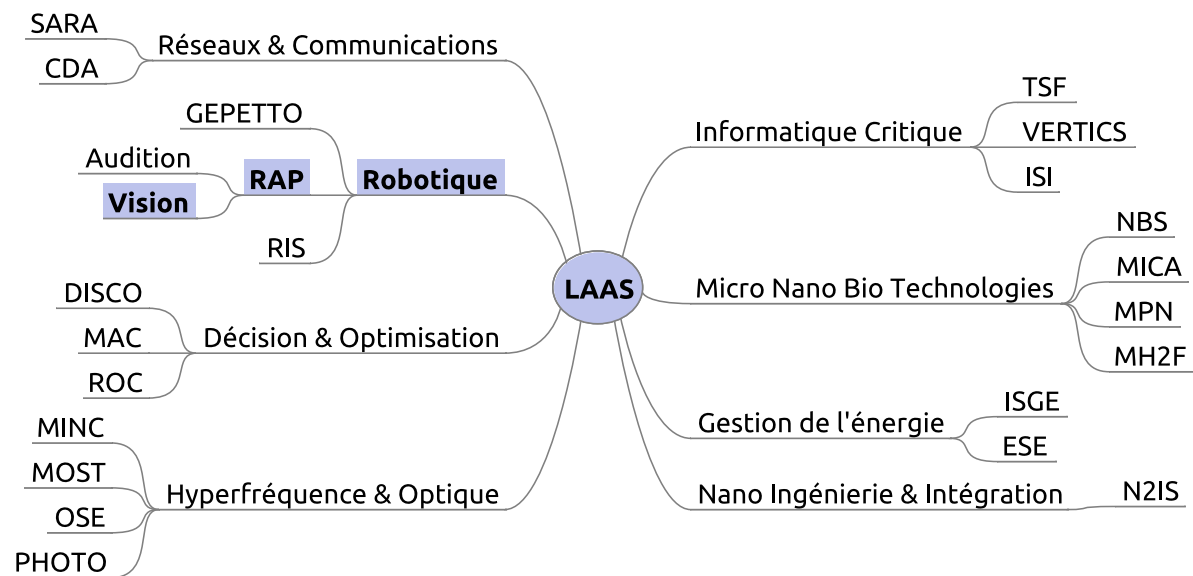 SARA
CDA
Réseaux & Communications
GEPETTO
Audition
Vision
RAP
Robotique
RIS
DISCO
MAC
ROC
Décision & Optimisation
MINC
MOST
OSE
PHOTO
Hyperfréquence & Optique
LAAS
Informatique Critique
TSF
VERTICS
ISI
Micro Nano Bio Technologies
NBS
MICA
MPN
MH2F
Gestion de l'énergie
ISGE
ESE
Nano Ingénierie & Intégration
N2IS